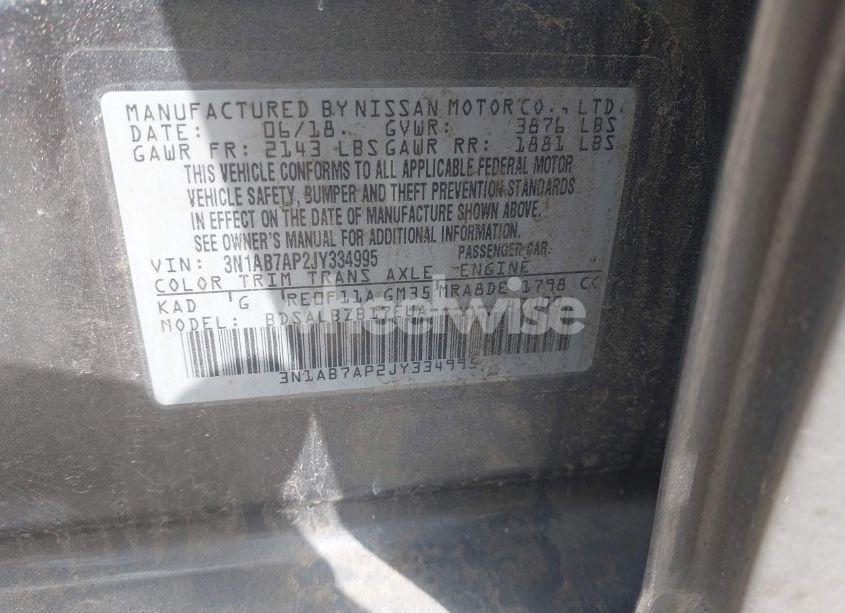 MANUFACTURED BY NISSAN MOTOR CO., LTD.
DATE: 06/18. GVWR: 3876 LBS
GAWR FR: 2143 LBS GAWR RR: 1881 LBS
THIS VEHICLE CONFORMS TO ALL APPLICABLE FEDERAL MOTOR
VEHICLE SAFETY, BUMPER AND THEFT PREVENTION STANDARDS
IN EFFECT ON THE DATE OF MANUFACTURE SHOWN ABOVE.
SEE OWNER'S MANUAL FOR ADDITIONAL INFORMATION.
VIN: 3N1AB7AP2JY334995 PASSENGER CAR
COLOR TRIM TRANS AXLE ENGINE
KAD G RE0F11A GM35 MRA8DE 1798 CC
MODEL:
wheelwise
3N1AB7AP2JY334995